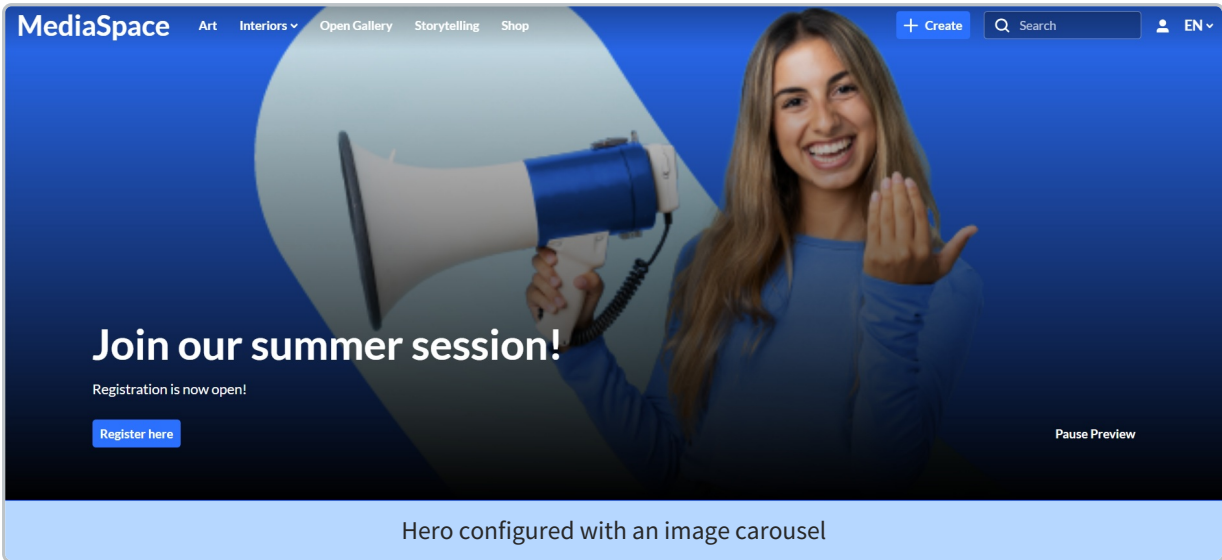 MediaSpace Art Interiors Open Gallery Storytelling Shop + Create Search EN
Join our summer session!
Registration is now open!
Register here
Pause Preview
Hero configured with an image carousel